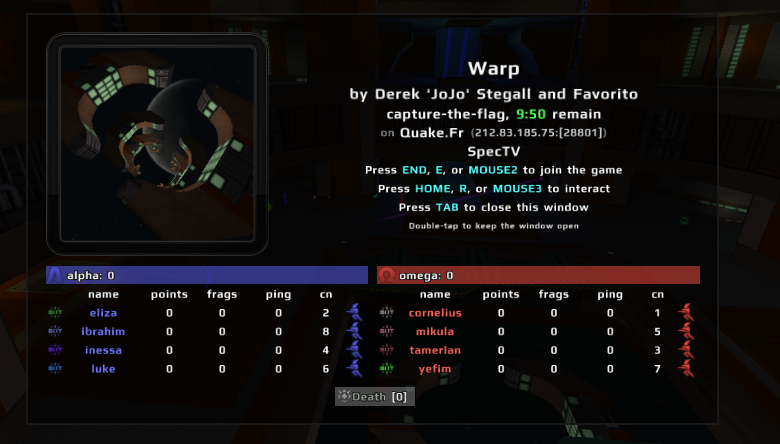 Warp
by Derek 'JoJo' Stegall and Favorito
capture-the-flag, 9:50 remain
on Quake.Fr (212.83.185.75:[28801])
SpecTV
Press END, E, or MOUSE2 to join the game
Press HOME, R, or MOUSE3 to interact
Press TAB to close this window
Double-tap to keep the window open
alpha: 0
name points frags ping cn
BOT eliza 0 0 0 2
BOT ibrahim 0 0 0 8
BOT inessa 0 0 0 4
BOT luke 0 0 0 6
omega: 0
name points frags ping cn
BOT cornelius 0 0 0 1
BOT mikula 0 0 0 5
BOT tamerlan 0 0 0 3
BOT yefim 0 0 0 7
Death [0]